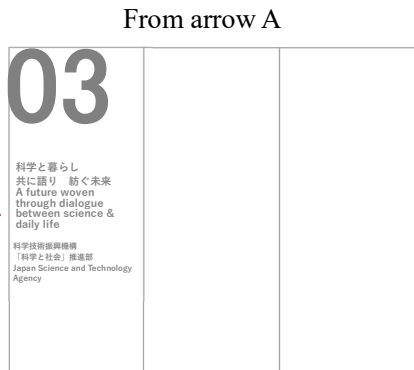 From arrow A
03
科学と暮らし
共に語り　紡ぐ未来
A future woven
through dialogue
between science &
daily life
科学技術振興機構
「科学と社会」推進部
Japan Science and Technology
Agency